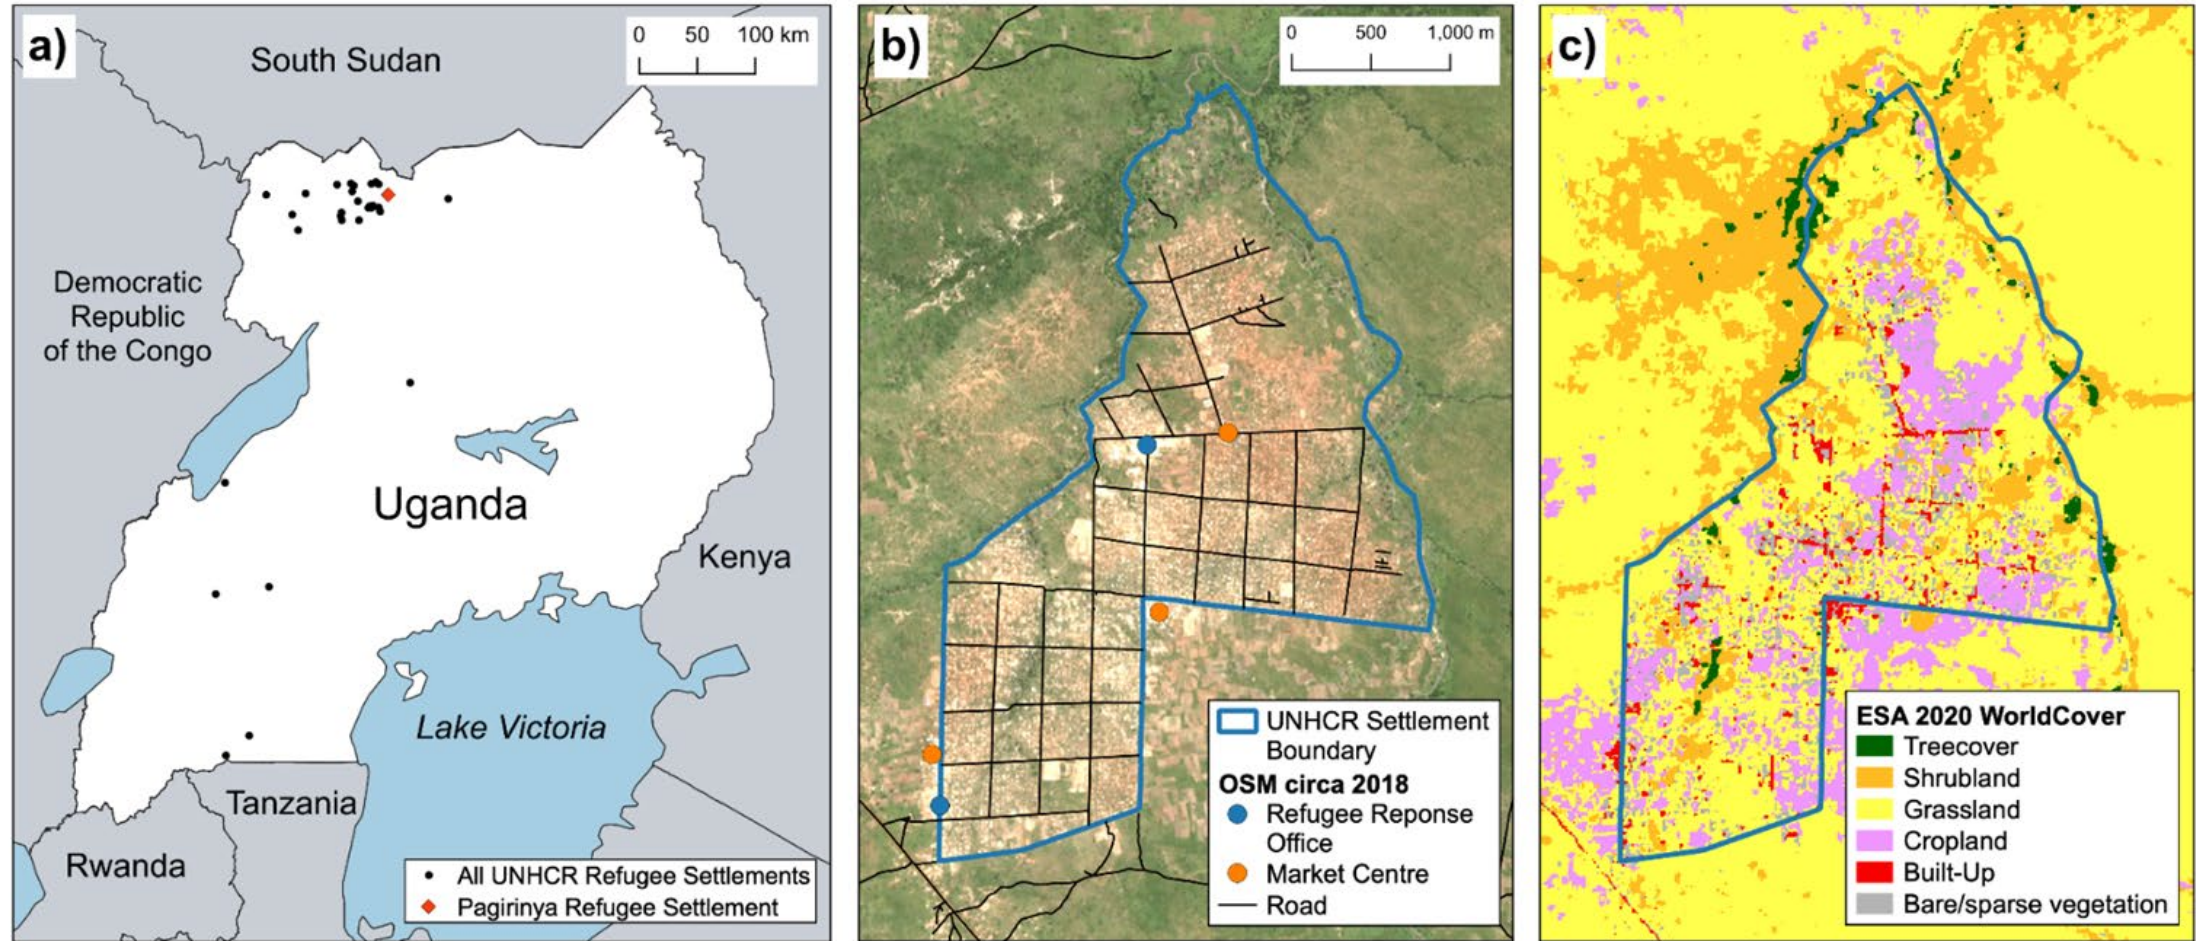 a)
0 50 100 km
South Sudan
Democratic
Republic
of the Congo
Uganda
Kenya
Lake Victoria
Tanzania
Rwanda
All UNHCR Refugee Settlements
Pagirinya Refugee Settlement
b)
0 500 1,000 m
UNHCR Settlement
Boundary
OSM circa 2018
Refugee Reponse
Office
Market Centre
Road
c)
ESA 2020 WorldCover
Treecover
Shrubland
Grassland
Cropland
Built-Up
Bare/sparse vegetation